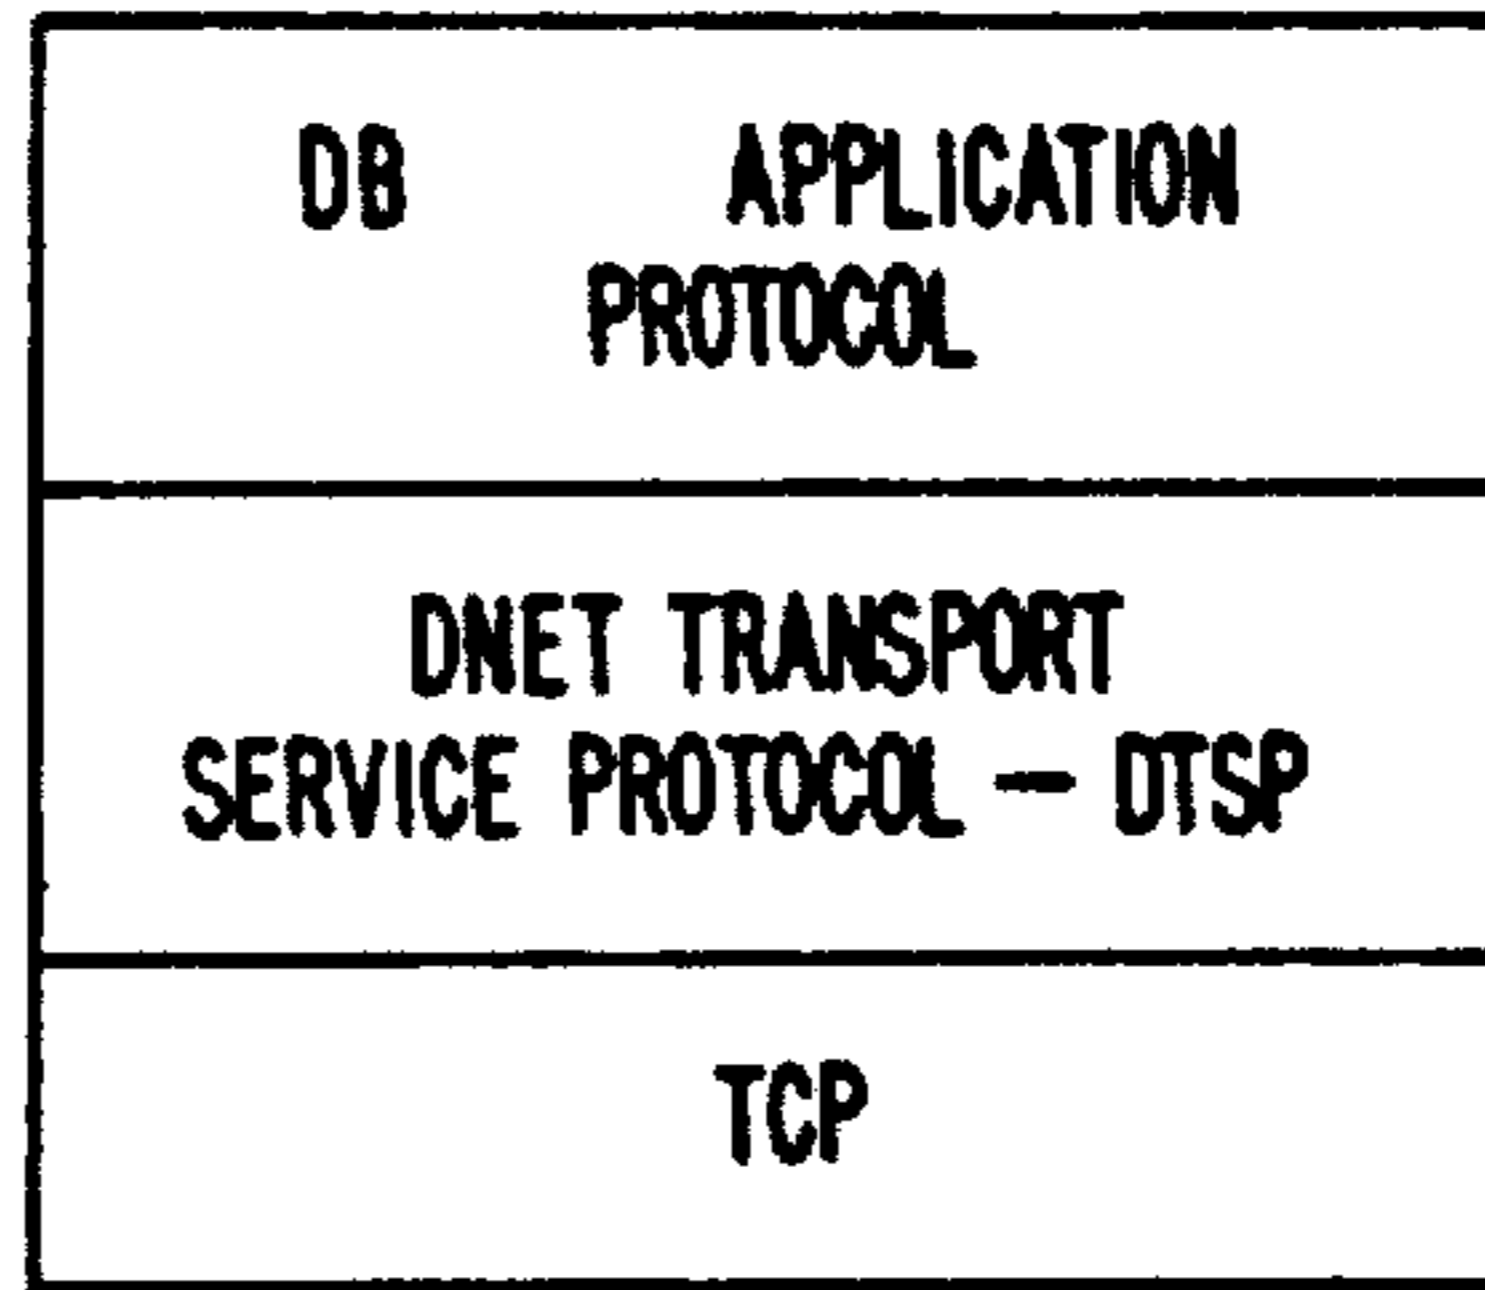 DB APPLICATION
PROTOCOL
DNET TRANSPORT
SERVICE PROTOCOL – DTSP
TCP